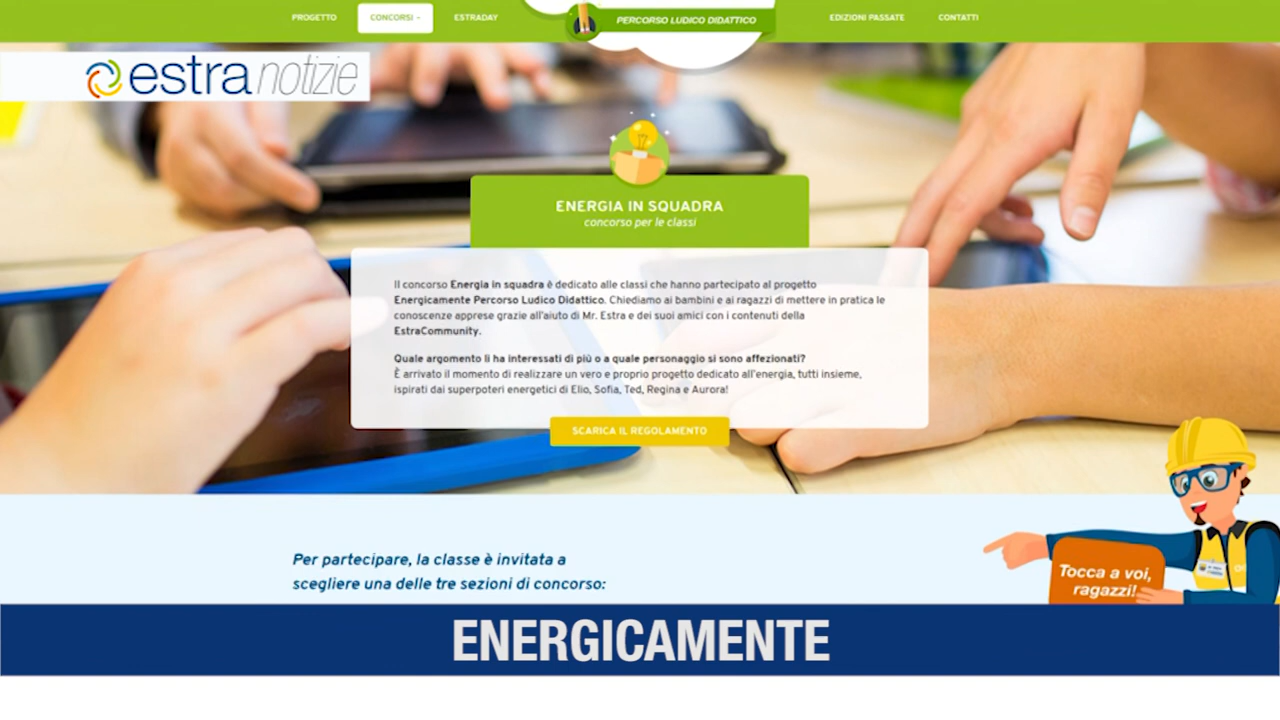 PROGETTO
CONCORSI
ESTRADAY
PERCORSO LUDICO DIDATTICO
EDIZIONI PASSATE
CONTATTI
estra notizie
ENERGIA IN SQUADRA
concorso per le classi
Il concorso Energia in squadra è dedicato alle classi che hanno partecipato al progetto
Energicamente Percorso Ludico Didattico. Chiediamo ai bambini e ai ragazzi di mettere in pratica le
conoscenze apprese grazie all'aiuto di Mr. Estra e dei suoi amici con i contenuti della
EstraCommunity.
Quale argomento li ha interessati di più o a quale personaggio si sono affezionati?
È arrivato il momento di realizzare un vero e proprio progetto dedicato all'energia, tutti insieme,
ispirati dai superpoteri energetici di Elio, Sofia, Ted, Regina e Aurora!
SCARICA IL REGOLAMENTO
Per partecipare, la classe è invitata a
scegliere una delle tre sezioni di concorso:
Tocca a voi,
ragazzi!
ENERGICAMENTE